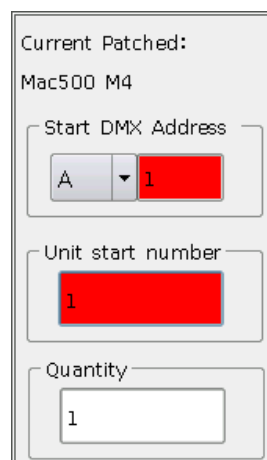 Current Patched:
Mac500 M4
Start DMX Address
A 1
Unit start number
1
Quantity
1